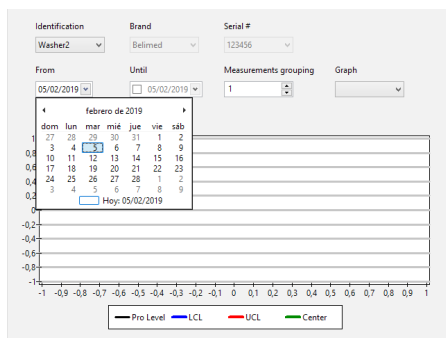 Identification Brand Serial #
Washer2 Belimed 123456
From Until Measurements grouping Graph
05/02/2019 05/02/2019 1
febrero de 2019
dom lun mar mié jue vie sáb
27 28 29 30 31 1 2
3 4 5 6 7 8 9
10 11 12 13 14 15 16
17 18 19 20 21 22 23
24 25 26 27 28 1 2
3 4 5 6 7 8 9
Hoy: 05/02/2019
1
0,8
0,6
0,4
0,2
0
-0,2
-0,4
-0,6
-0,8
-1
-1 -0,9 -0,8 -0,7 -0,6 -0,5 -0,4 -0,3 -0,2 -0,1 0 0,1 0,2 0,3 0,4 0,5 0,6 0,7 0,8 0,9 1
Pro Level LCL UCL Center